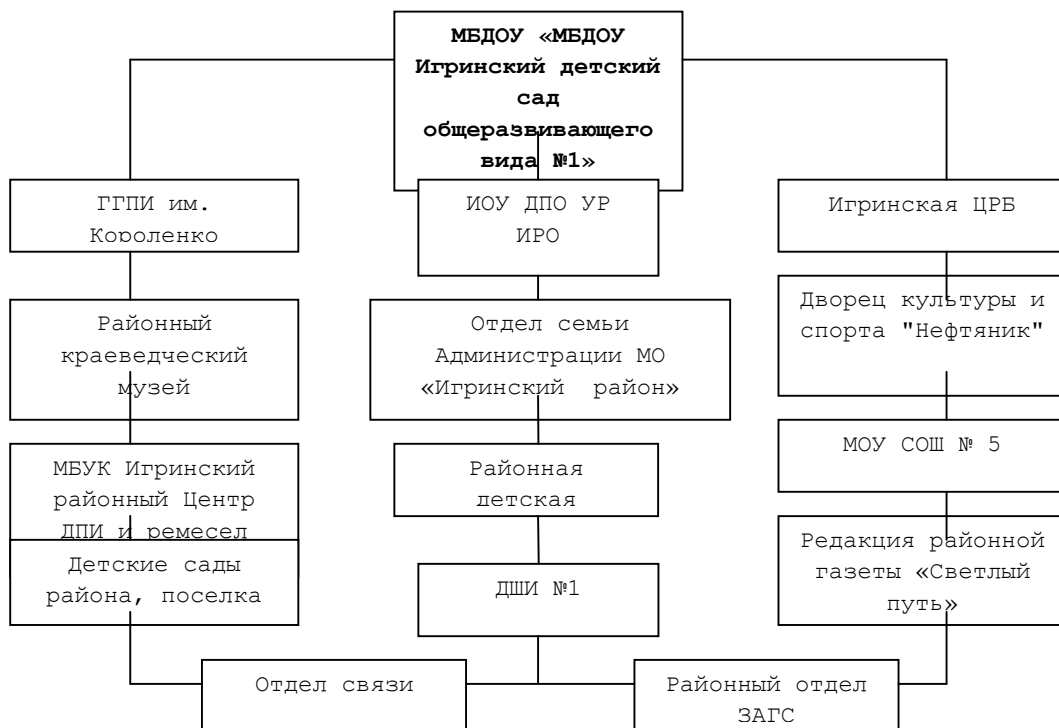 МБДОУ «МБДОУ
Игринский детский
сад
общеразвивающего
вида №1»
ГГПИ им.
Короленко
ИОУ ДПО УР
ИРО
Игринская ЦРБ
Районный
краеведческий
музей
Отдел семьи
Администрации МО
«Игринский район»
Дворец культуры и
спорта "Нефтяник"
МБУК Игринский
районный Центр
ДПИ и ремесел
Районная
детская
МОУ СОШ № 5
Детские сады
района, поселка
ДШИ №1
Редакция районной
газеты «Светлый
путь»
Отдел связи
Районный отдел
ЗАГС